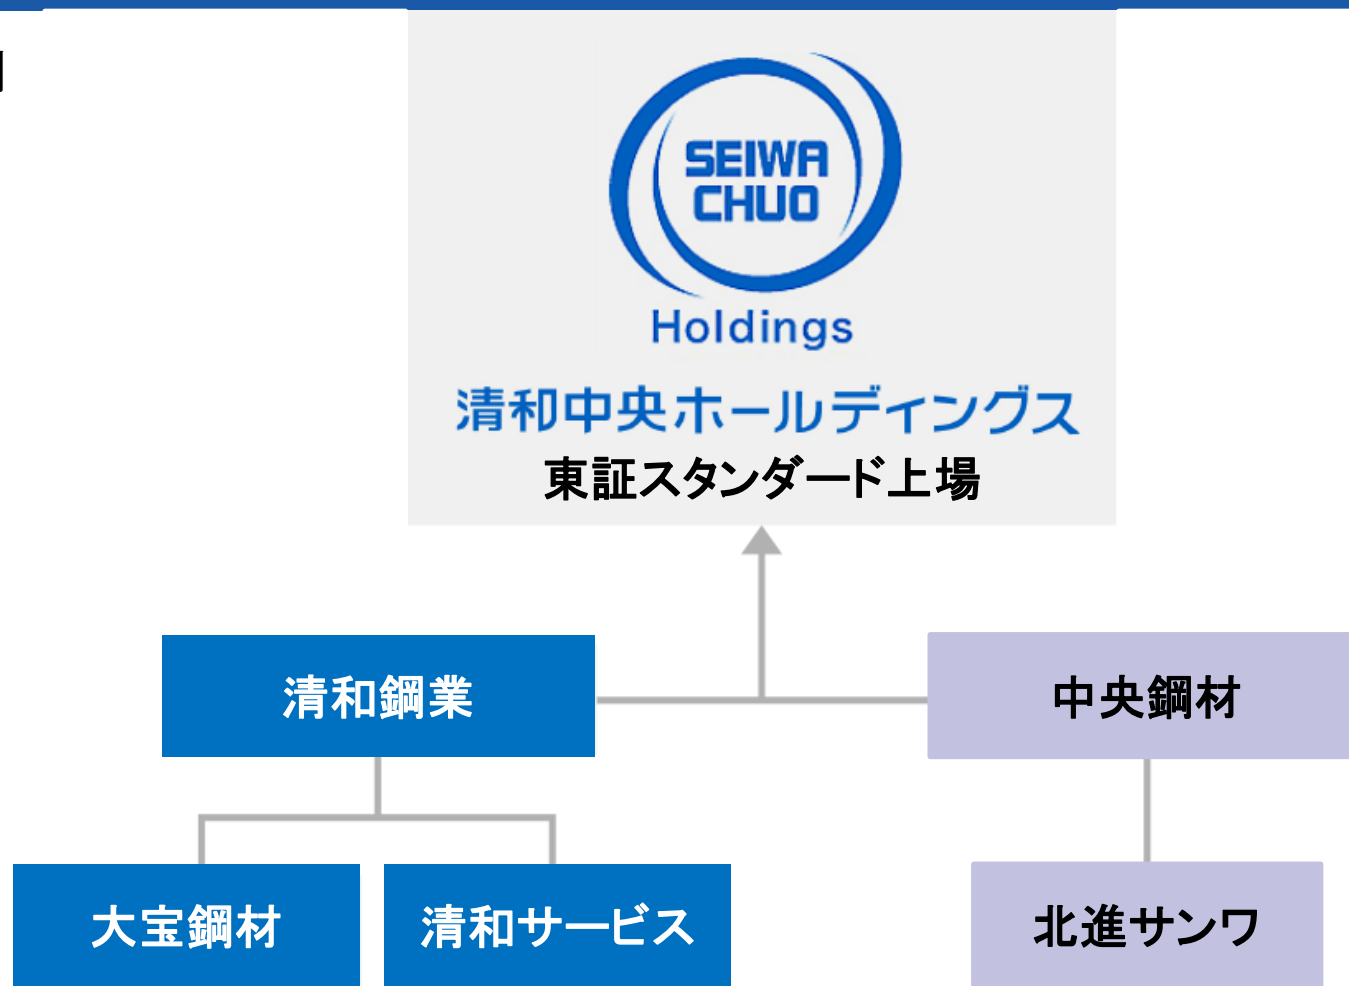 SEIWA
CHUO
Holdings
清和中央ホールディングス
東証スタンダード上場
清和鋼業
中央鋼材
大宝鋼材
清和サービス
北進サンワ